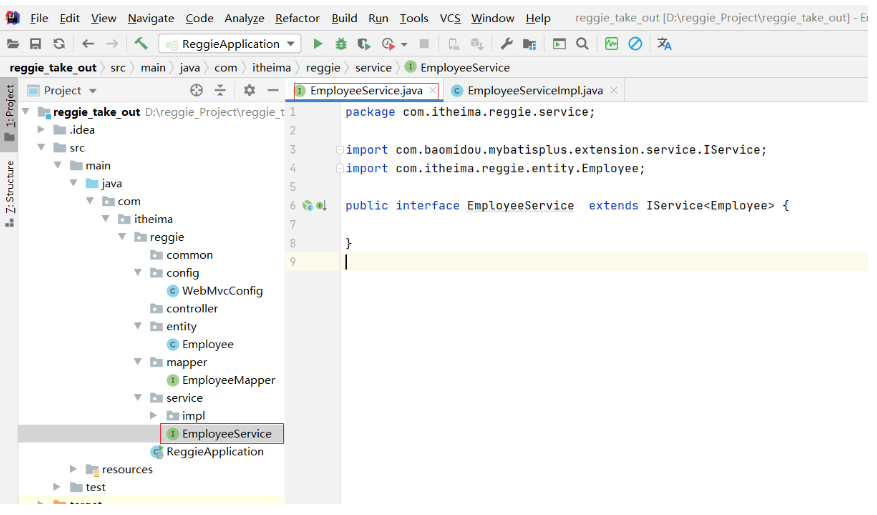 File Edit View Navigate Code Analyze Refactor Build Run Tools VCS Window Help reggie_take_out [D:\reggie_Project\reggie_take_out] -
ReggieApplication
reggie_take_out src main java com itheima reggie service EmployeeService
1: Project
Z: Structure
Project
EmployeeService.java
EmployeeServiceImpl.java
reggie_take_out D:\reggie_Project\reggie_t
.idea
src
main
java
com
itheima
reggie
common
config
WebMvcConfig
controller
entity
Employee
mapper
EmployeeMapper
service
impl
EmployeeService
ReggieApplication
resources
test
1 package com.itheima.reggie.service;
2
3 import com.baomidou.mybatisplus.extension.service.IService;
4 import com.itheima.reggie.entity.Employee;
5
6 public interface EmployeeService extends IService<Employee> {
7
8 }
9